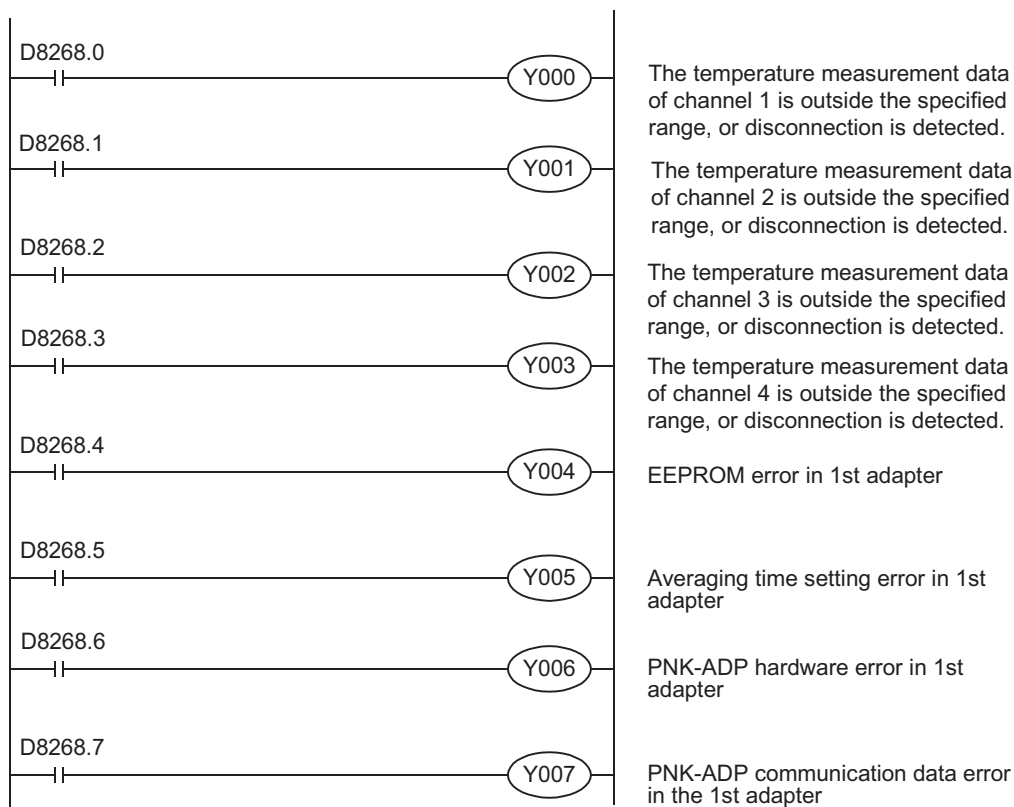 D8268.0
Y000
The temperature measurement data
of channel 1 is outside the specified
range, or disconnection is detected.
D8268.1
Y001
The temperature measurement data
of channel 2 is outside the specified
range, or disconnection is detected.
D8268.2
Y002
The temperature measurement data
of channel 3 is outside the specified
range, or disconnection is detected.
D8268.3
Y003
The temperature measurement data
of channel 4 is outside the specified
range, or disconnection is detected.
D8268.4
Y004
EEPROM error in 1st adapter
D8268.5
Y005
Averaging time setting error in 1st
adapter
D8268.6
Y006
PNK-ADP hardware error in 1st
adapter
D8268.7
Y007
PNK-ADP communication data error
in the 1st adapter